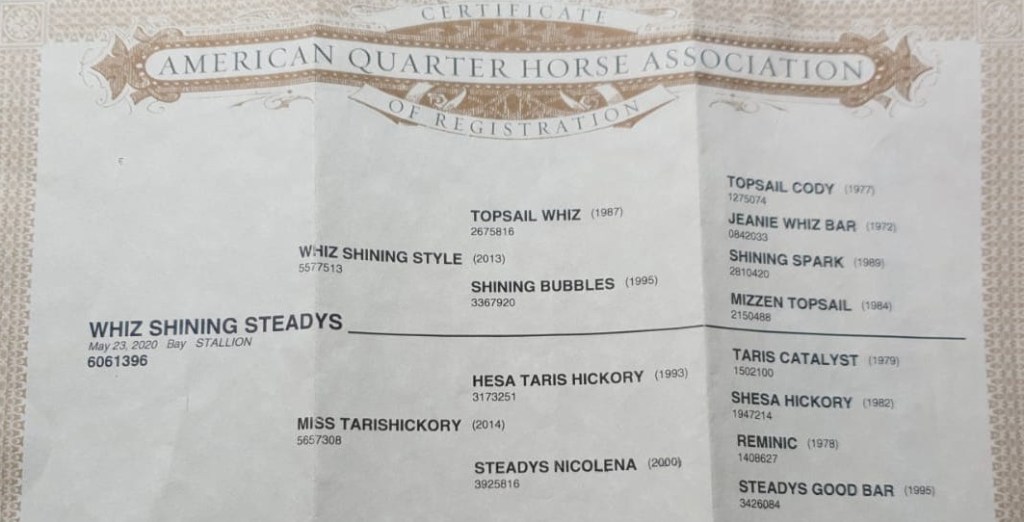 CERTIFICATE
AMERICAN QUARTER HORSE ASSOCIATION
OF REGISTRATION
TOPSAIL CODY (1977)
1275074
TOPSAIL WHIZ (1987)
2675816
JEANIE WHIZ BAR (1972)
0842033
WHIZ SHINING STYLE (2013)
5577513
SHINING SPARK (1989)
2810420
SHINING BUBBLES (1995)
3367920
MIZZEN TOPSAIL (1984)
2150488
WHIZ SHINING STEADYS
May 23, 2020 Bay STALLION
6061396
TARIS CATALYST (1979)
1502100
HESA TARIS HICKORY (1993)
3173251
SHESA HICKORY (1982)
1947214
MISS TARISHICKORY (2014)
5657308
REMINIC (1978)
1408627
STEADYS NICOLENA (2000)
3925816
STEADYS GOOD BAR (1995)
3426084